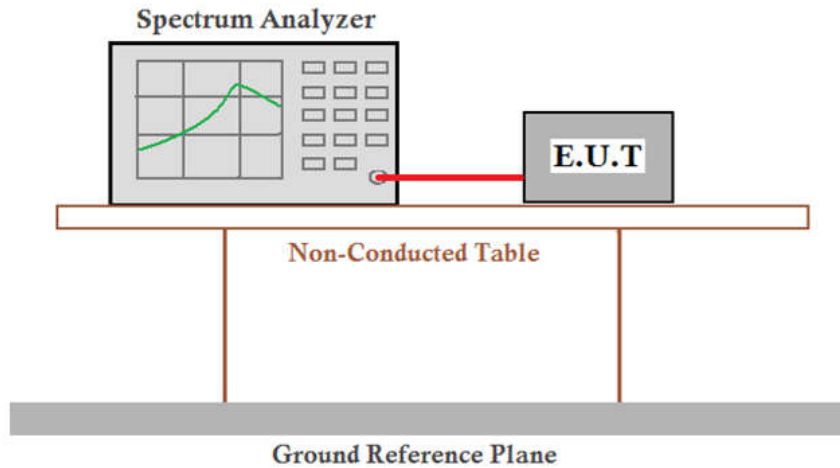 Spectrum Analyzer
E.U.T
Non-Conducted Table
Ground Reference Plane